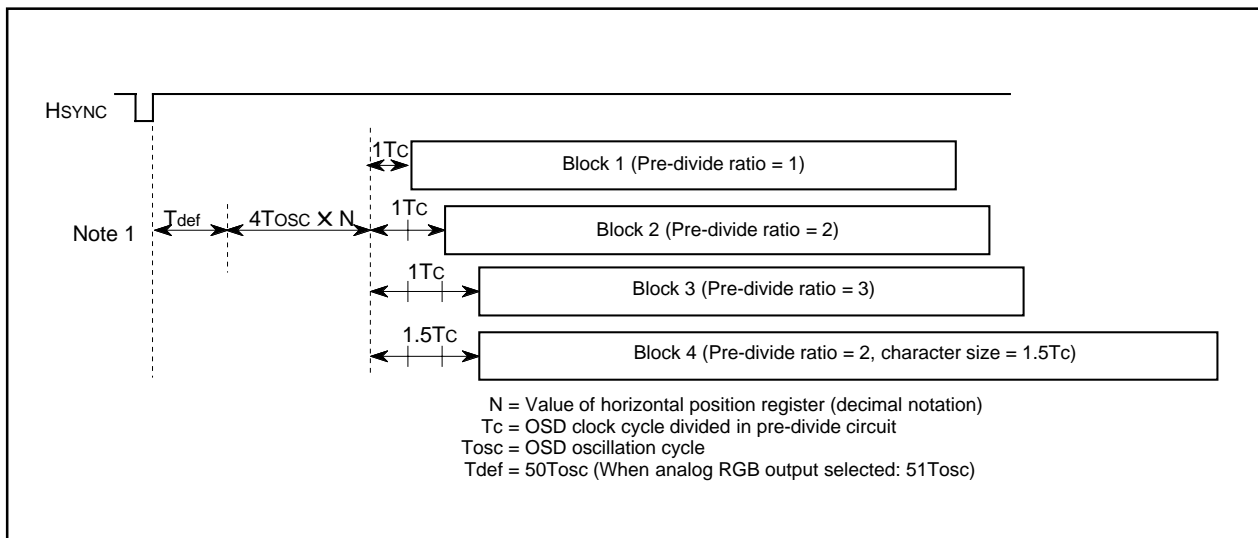 HSYNC
1TC
Block 1 (Pre-divide ratio = 1)
Note 1
Tdef
4TOSC × N
1TC
Block 2 (Pre-divide ratio = 2)
1TC
Block 3 (Pre-divide ratio = 3)
1.5TC
Block 4 (Pre-divide ratio = 2, character size = 1.5Tc)
N = Value of horizontal position register (decimal notation)
Tc = OSD clock cycle divided in pre-divide circuit
Tosc = OSD oscillation cycle
Tdef = 50Tosc (When analog RGB output selected: 51Tosc)